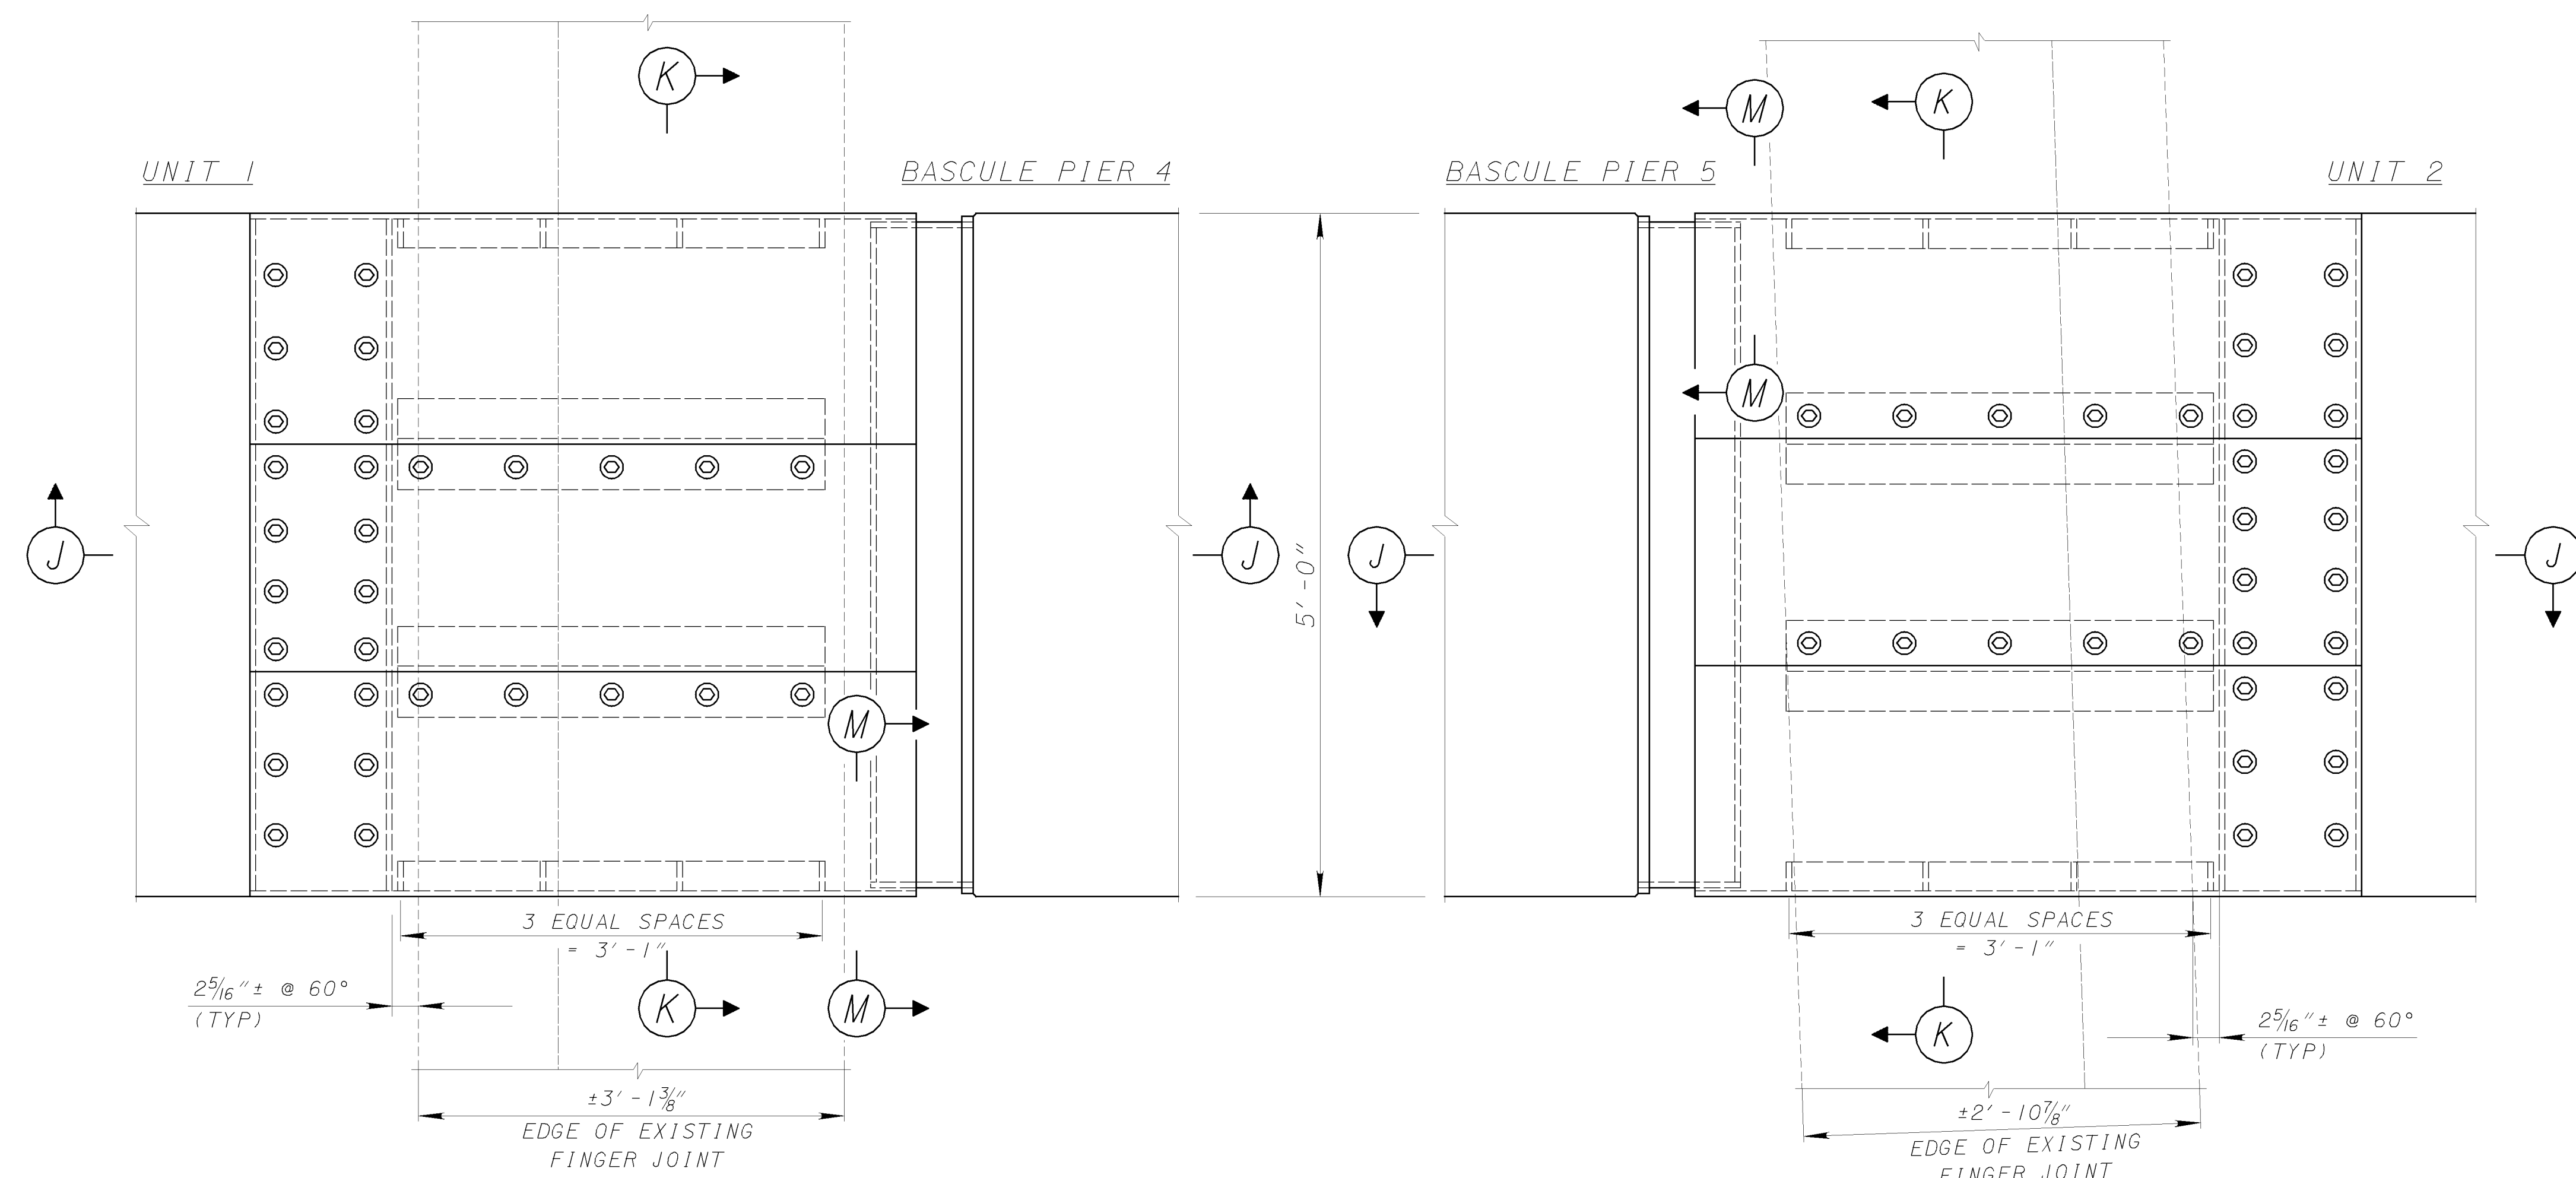 K
M
K
UNIT 1
BASCULE PIER 4
BASCULE PIER 5
UNIT 2
M
J
J
5'-0"
J
J
M
3 EQUAL SPACES
= 3'-1"
3 EQUAL SPACES
= 3'-1"
2 5/16"± @ 60°
(TYP)
K
M
K
2 5/16"± @ 60°
(TYP)
±3'-1 3/8"
EDGE OF EXISTING
FINGER JOINT
±2'-10 7/8"
EDGE OF EXISTING
FINGER JOINT